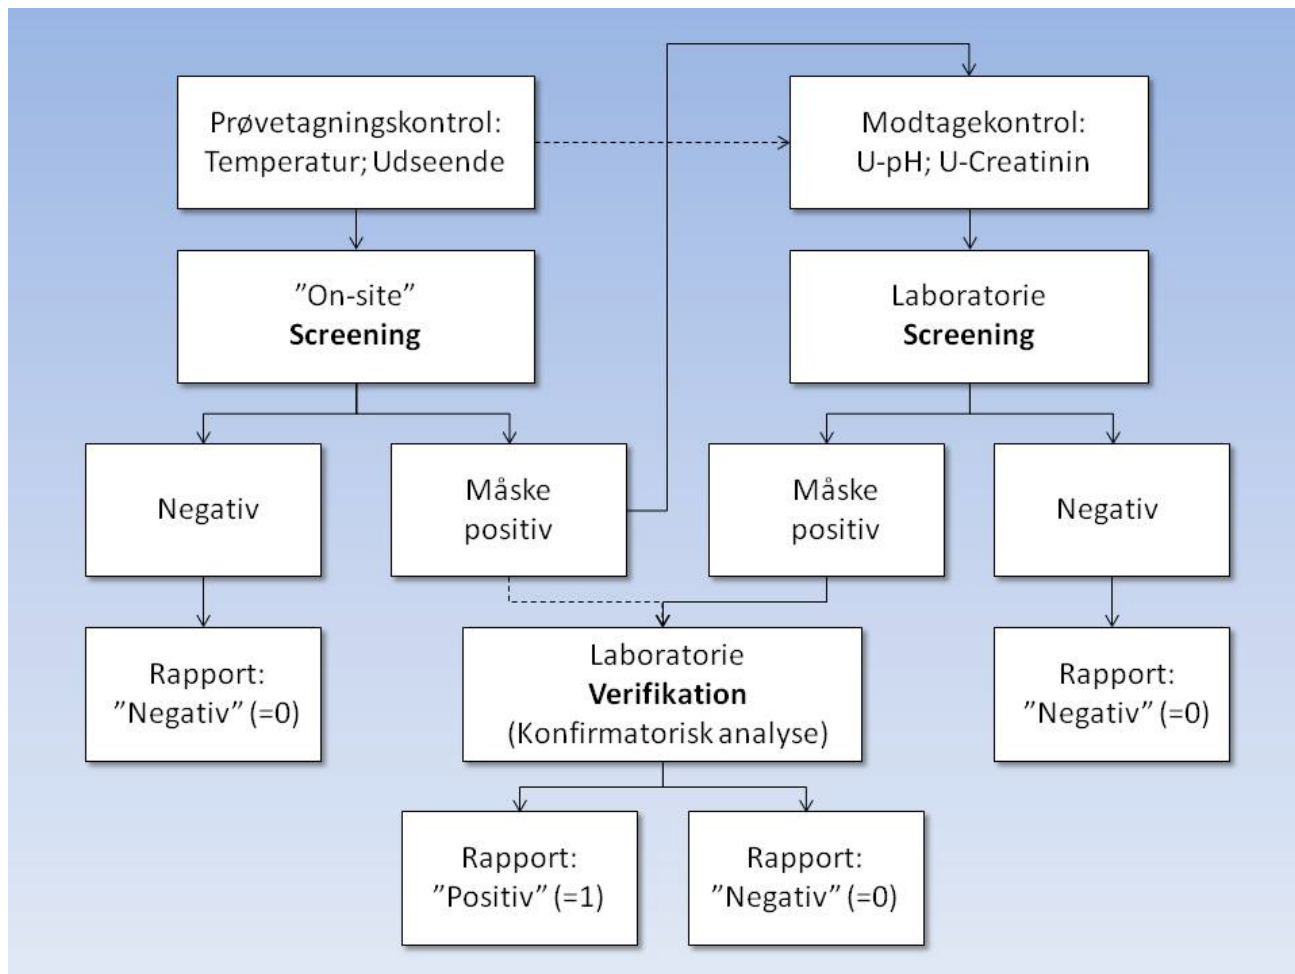 Prøvetagningskontrol:
Temperatur; Udseende
Modtagekontrol:
U-pH; U-Creatinin
”On-site”
Screening
Laboratorie
Screening
Negativ
Måske
positiv
Måske
positiv
Negativ
Rapport:
”Negativ” (=0)
Laboratorie
Verifikation
(Konfirmatorisk analyse)
Rapport:
”Negativ” (=0)
Rapport:
”Positiv” (=1)
Rapport:
”Negativ” (=0)